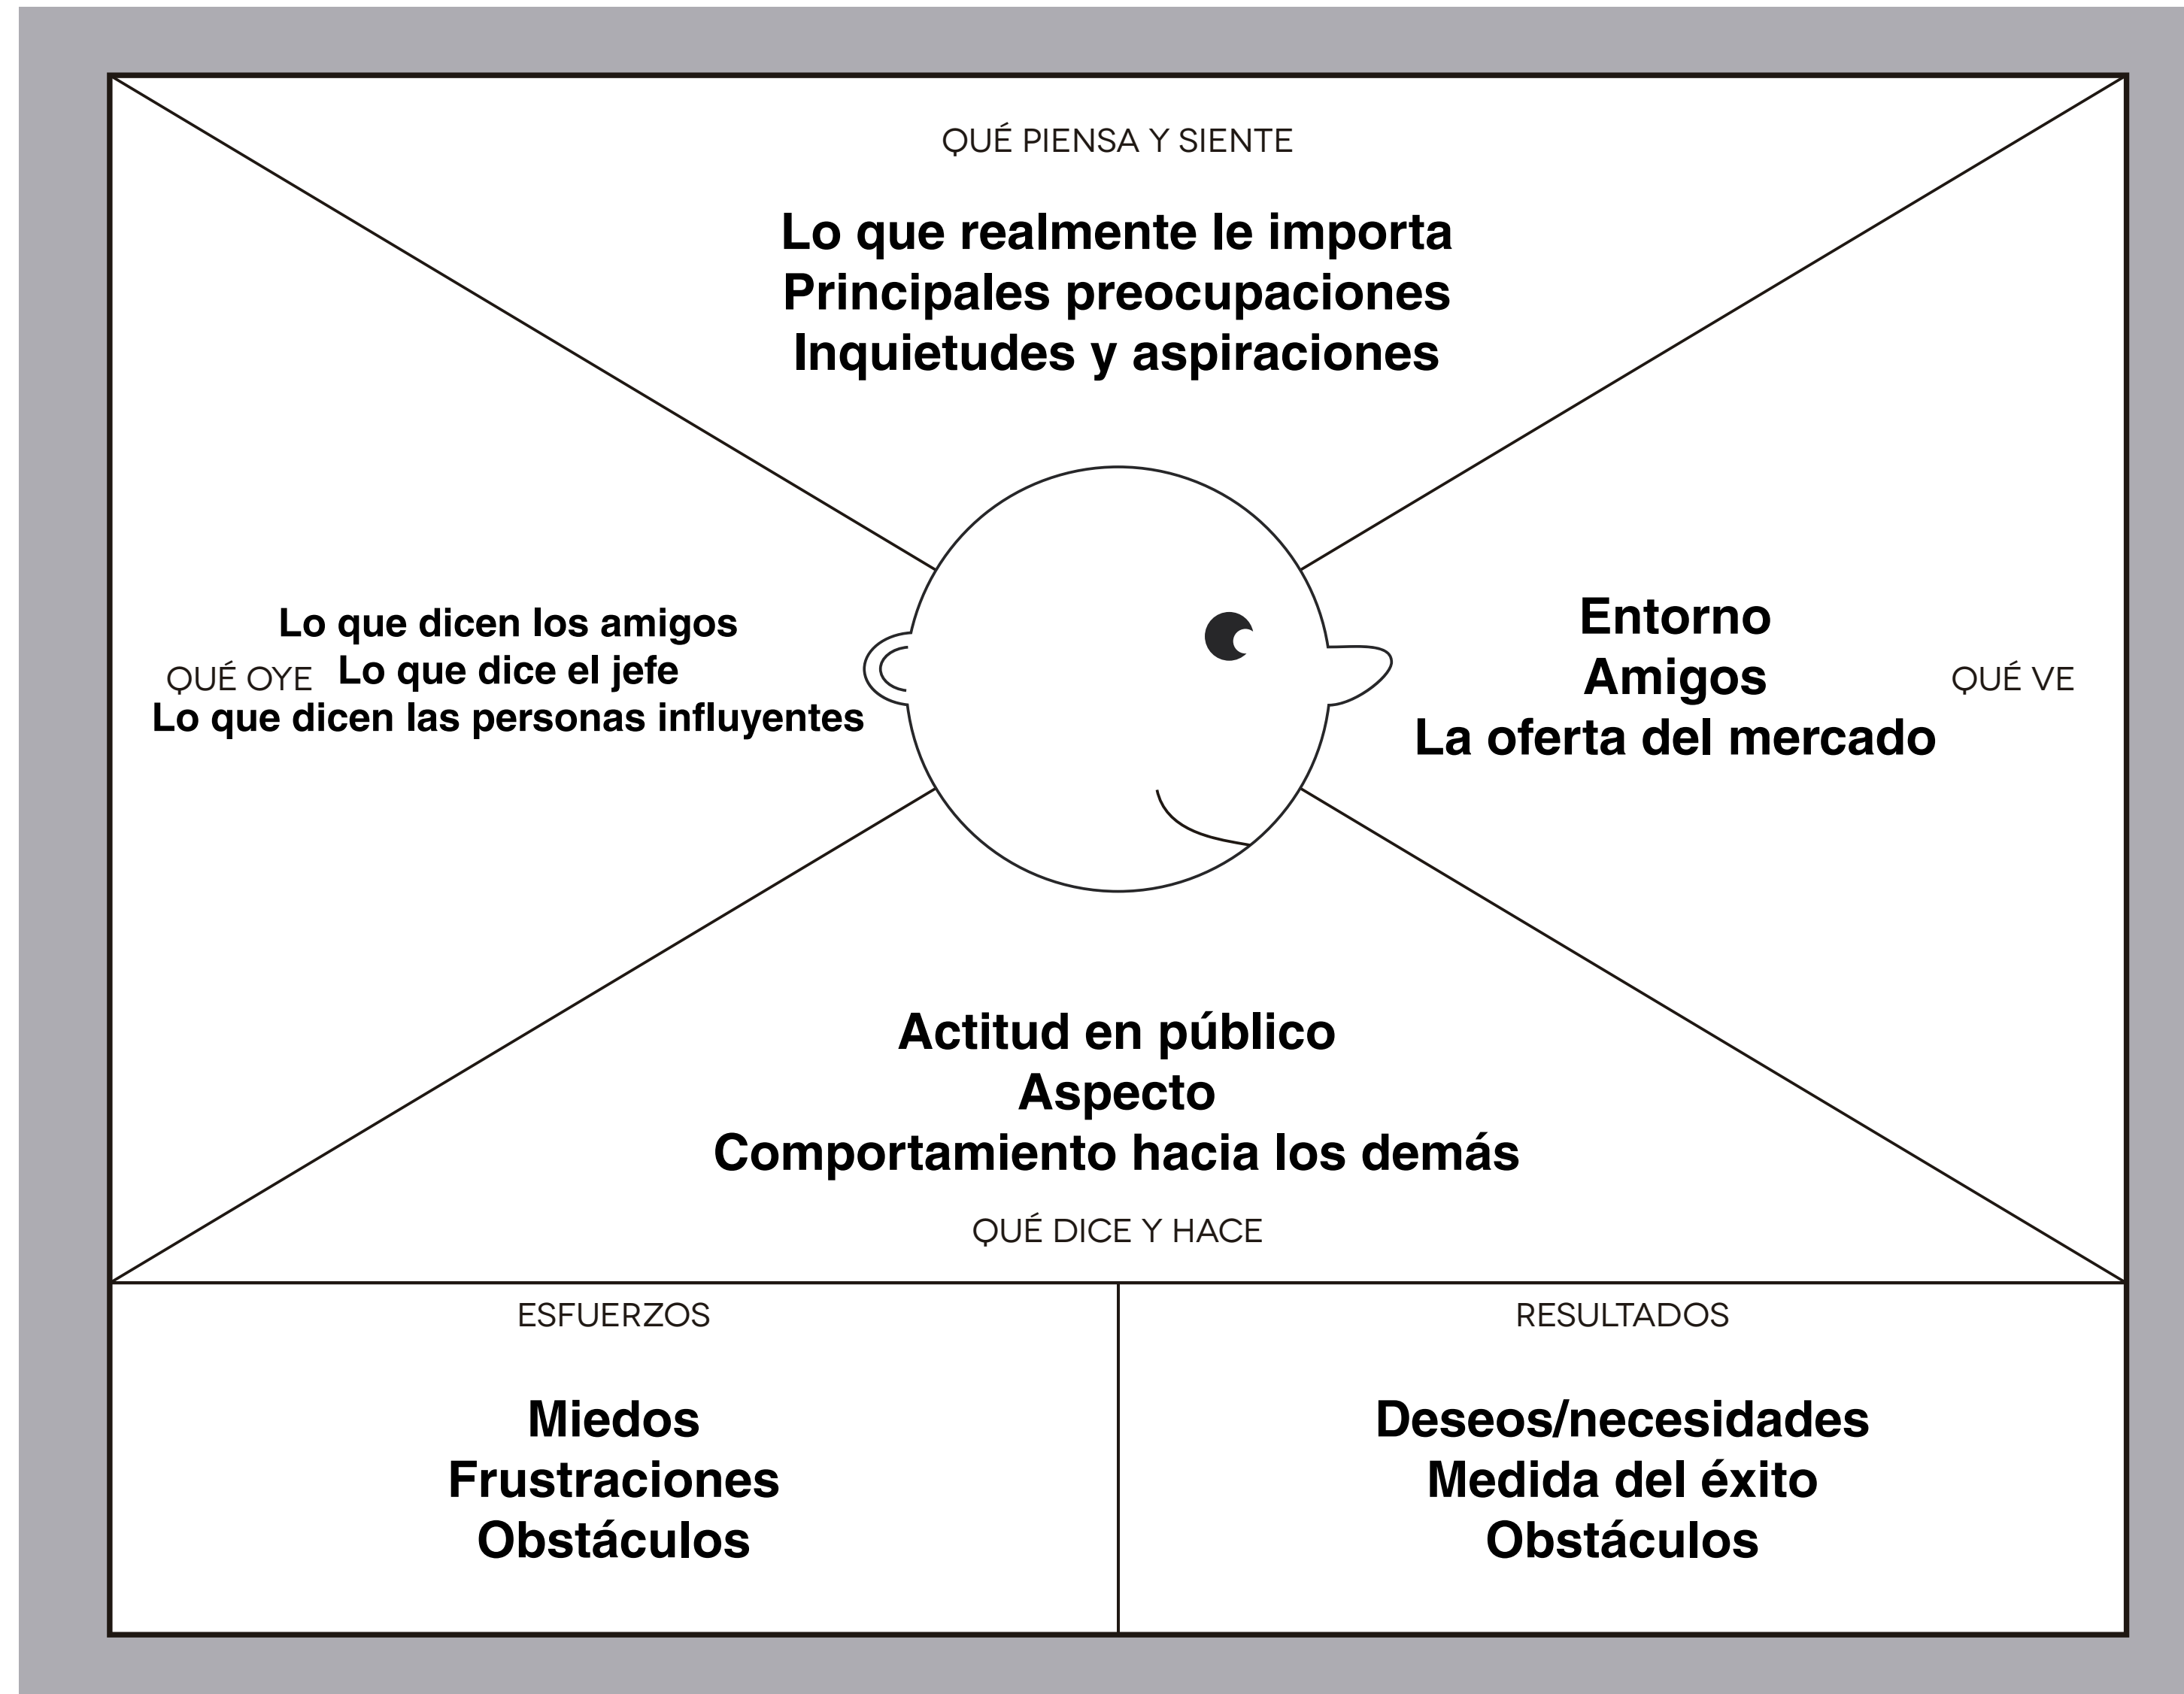 QUÉ PIENSA Y SIENTE
Lo que realmente le importa
Principales preocupaciones
Inquietudes y aspiraciones
QUÉ OYE
Lo que dicen los amigos
Lo que dice el jefe
Lo que dicen las personas influyentes
Entorno
Amigos
La oferta del mercado
QUÉ VE
Actitud en público
Aspecto
Comportamiento hacia los demás
QUÉ DICE Y HACE
ESFUERZOS
Miedos
Frustraciones
Obstáculos
RESULTADOS
Deseos/necesidades
Medida del éxito
Obstáculos